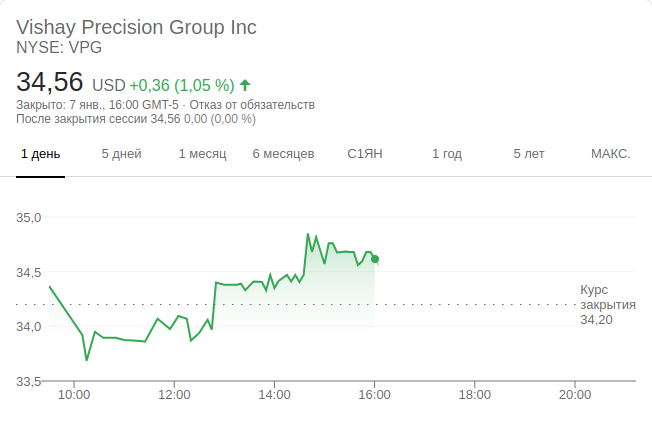 Vishay Precision Group Inc
NYSE: VPG
34,56 USD +0,36 (1,05 %)
Закрыто: 7 янв., 16:00 GMT-5 · Отказ от обязательств
После закрытия сессии 34,56 0,00 (0,00 %)
1 день 5 дней 1 месяц 6 месяцев С1ЯН 1 год 5 лет МАКС.
35,0
34,5
Курс
закрытия
34,20
34,0
33,5
10:00 12:00 14:00 16:00 18:00 20:00